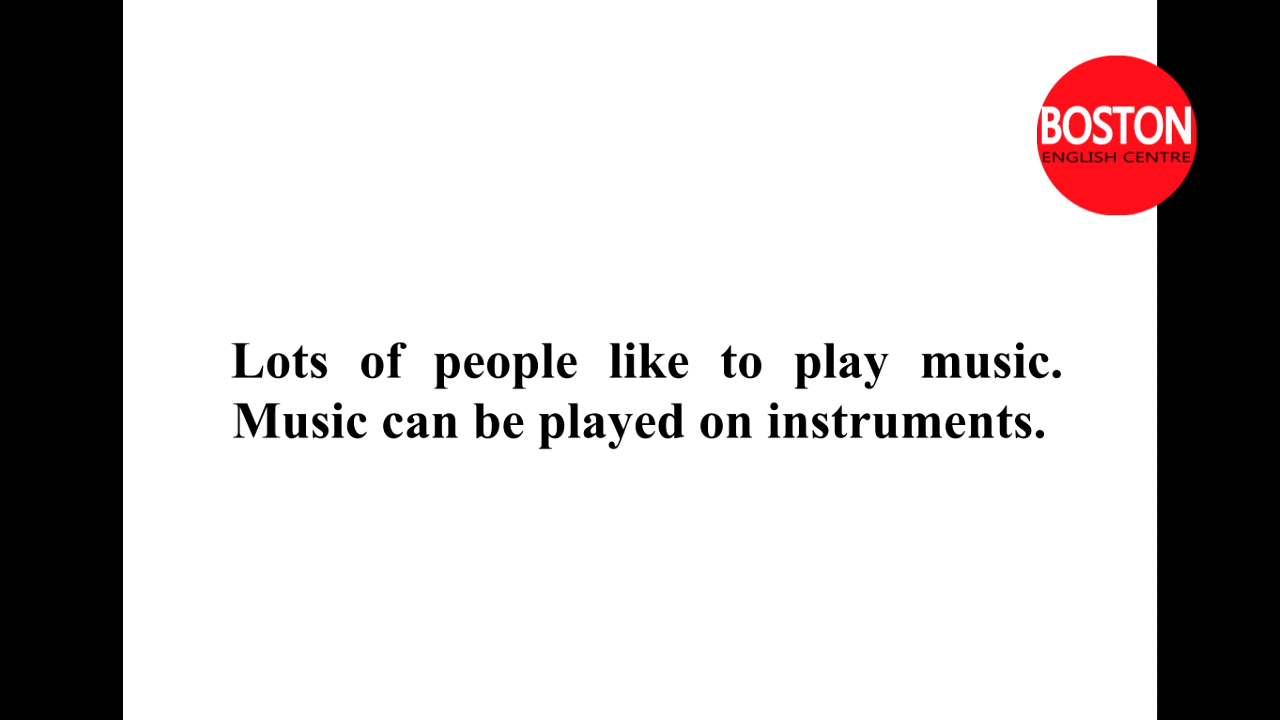 BOSTON
ENGLISH CENTRE
Lots of people like to play music.
Music can be played on instruments.